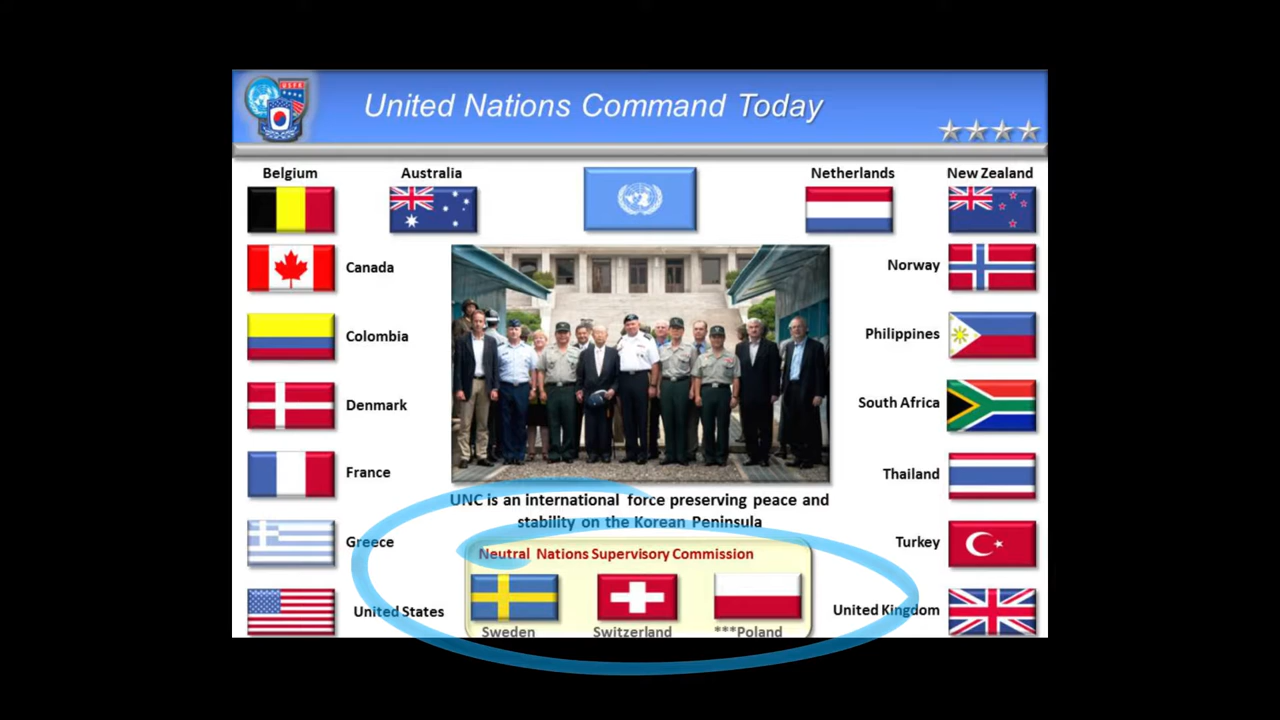 United Nations Command Today
Belgium
Australia
Netherlands
New Zealand
Canada
Norway
Colombia
Philippines
Denmark
South Africa
France
Thailand
UNC is an international force preserving peace and
stability on the Korean Peninsula
Greece
Turkey
Neutral Nations Supervisory Commission
United States
United Kingdom
Sweden
Switzerland
***Poland
USFK